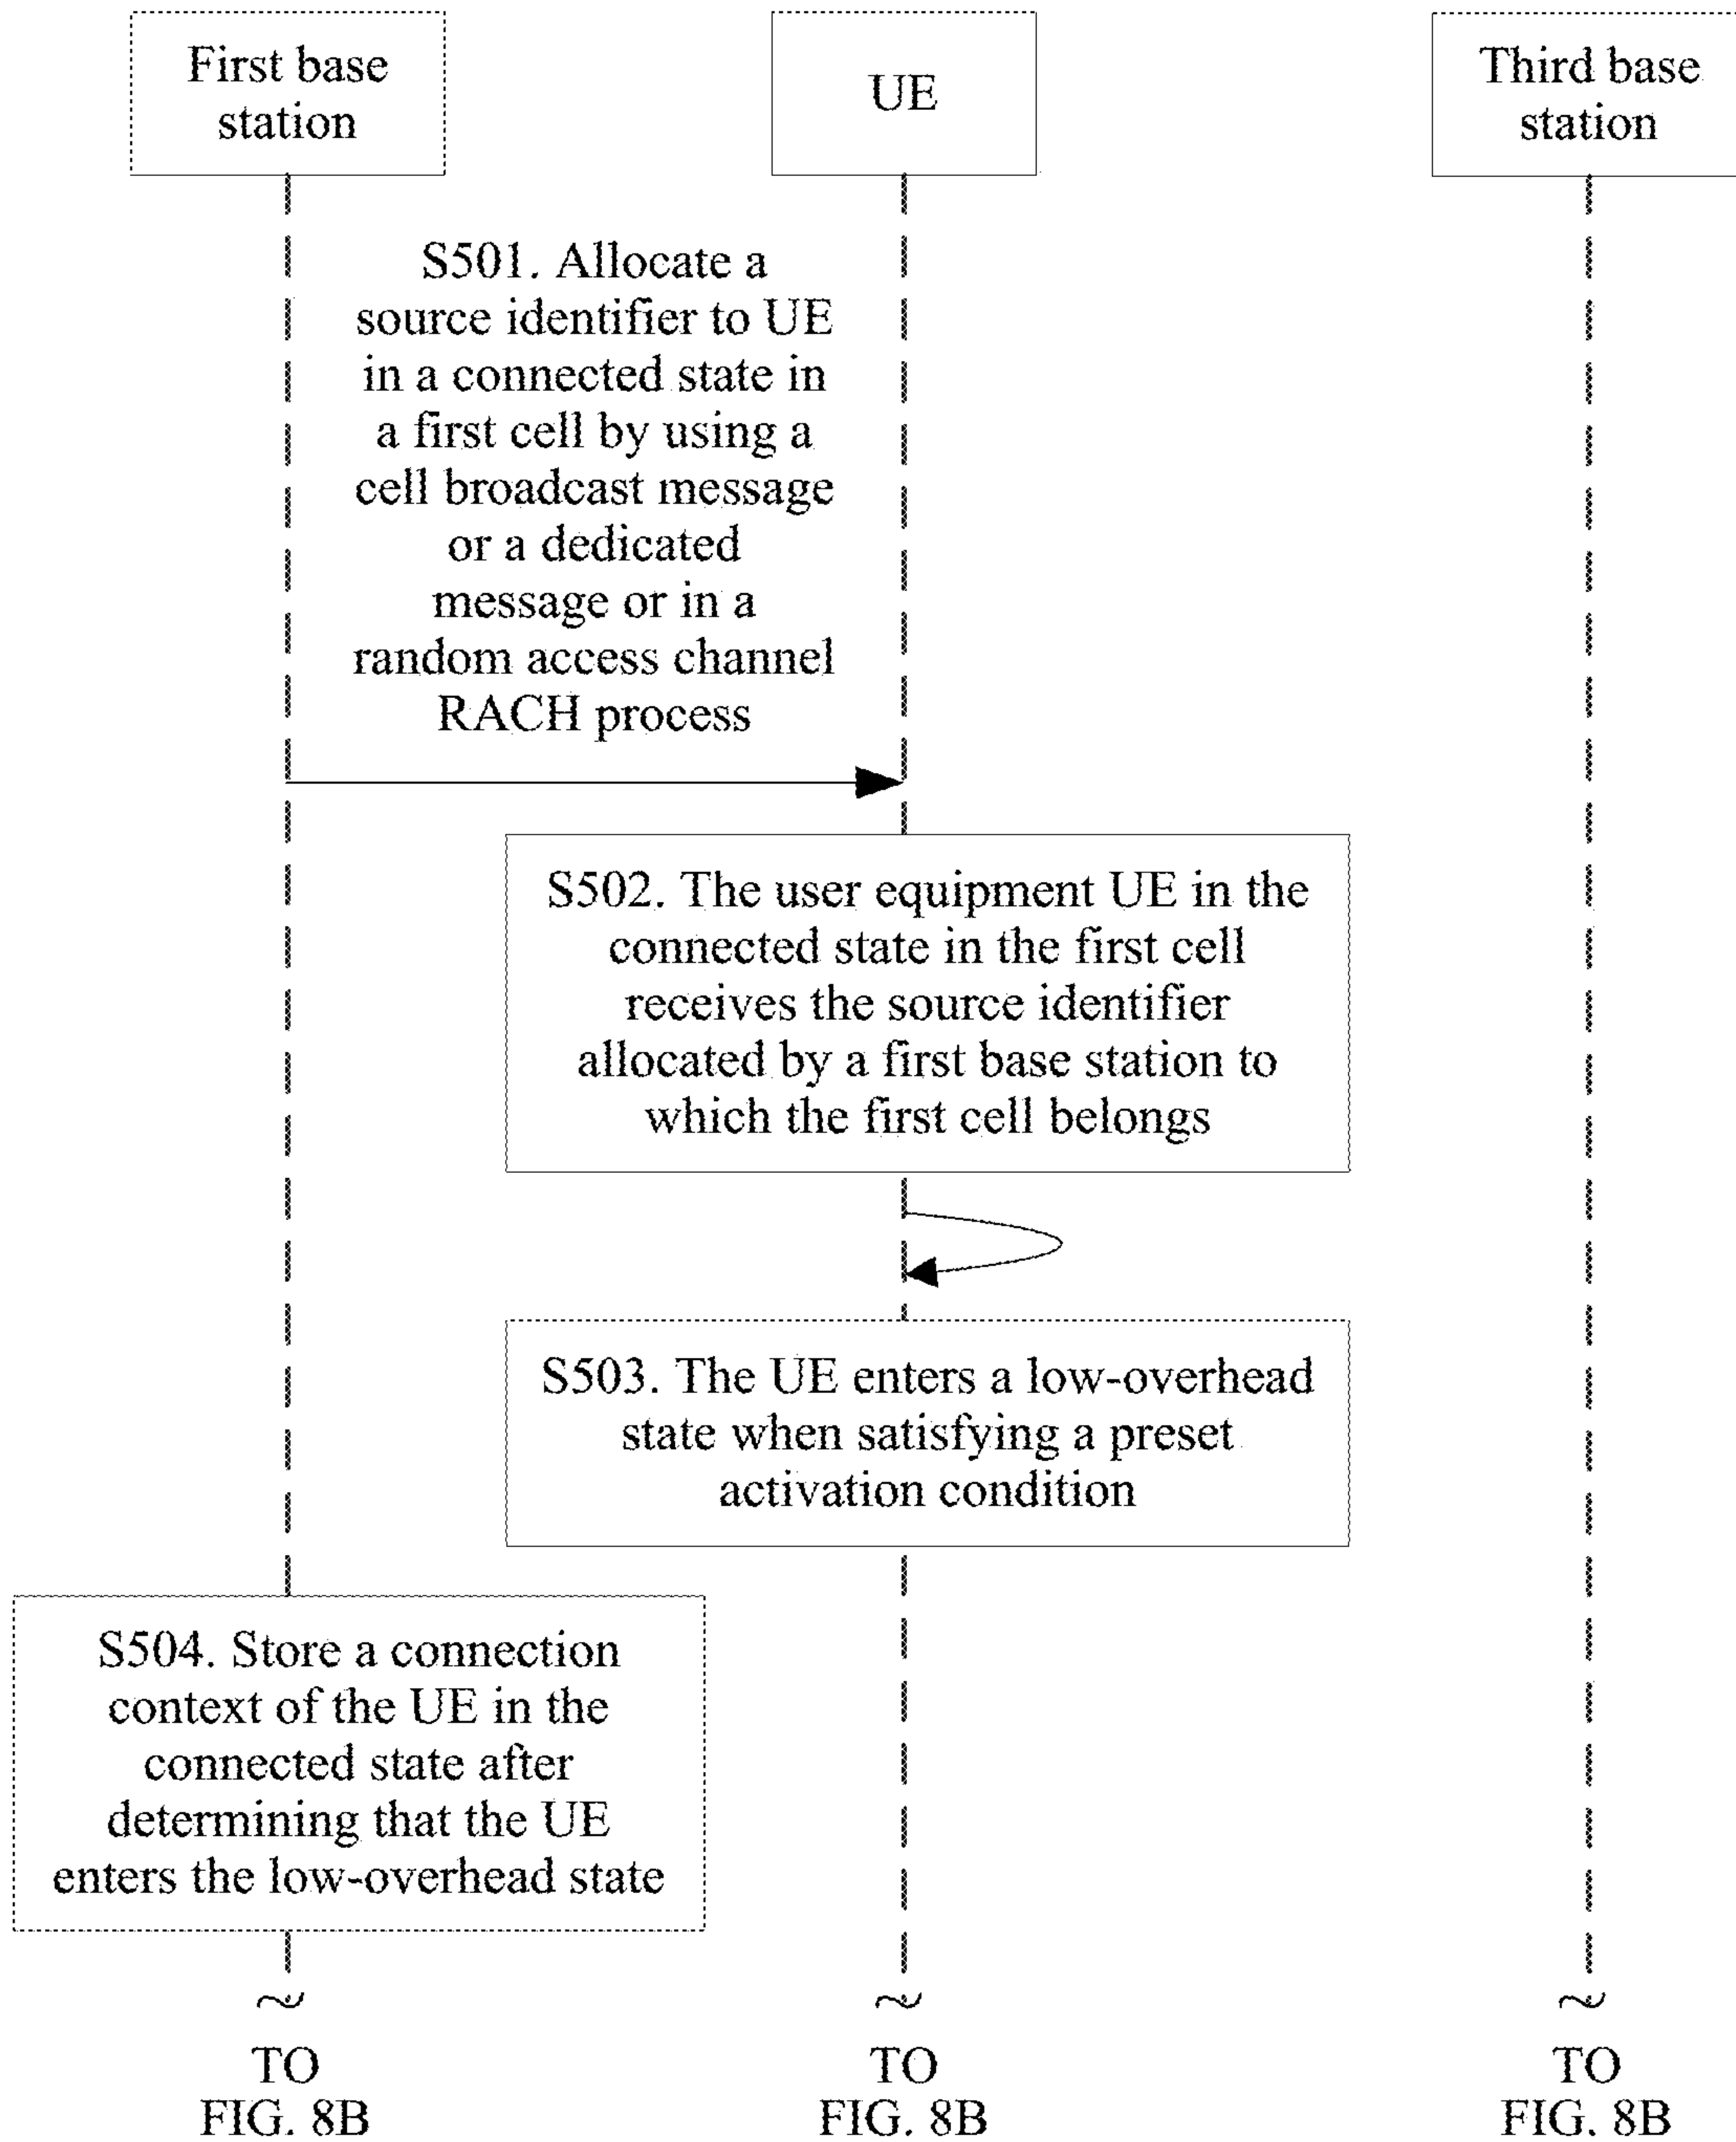 First base
station
UE
Third base
station
S501. Allocate a
source identifier to UE
in a connected state in
a first cell by using a
cell broadcast message
or a dedicated
message or in a
random access channel
RACH process
S502. The user equipment UE in the
connected state in the first cell
receives the source identifier
allocated by a first base station to
which the first cell belongs
S503. The UE enters a low-overhead
state when satisfying a preset
activation condition
S504. Store a connection
context of the UE in the
connected state after
determining that the UE
enters the low-overhead state
TO
FIG. 8B
TO
FIG. 8B
TO
FIG. 8B